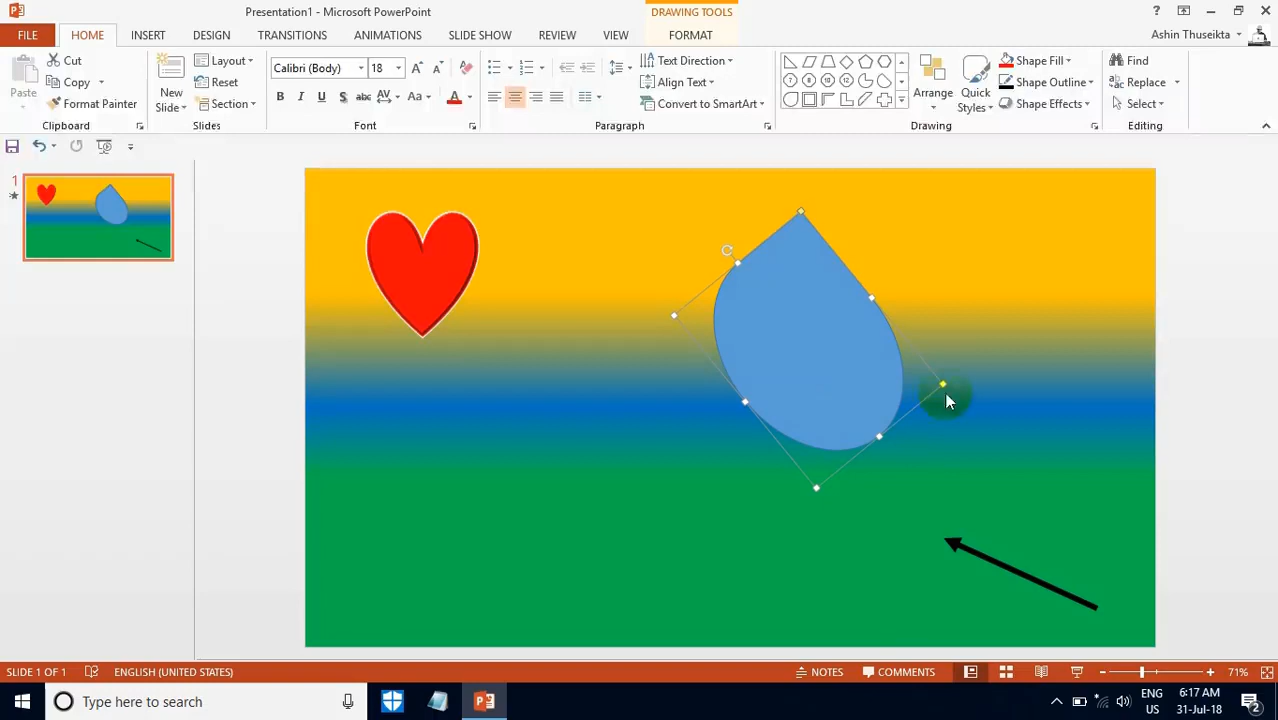 Presentation1 - Microsoft PowerPoint
DRAWING TOOLS
?
FILE
HOME
INSERT
DESIGN
TRANSITIONS
ANIMATIONS
SLIDE SHOW
REVIEW
VIEW
FORMAT
Ashin Thuseikta
Paste
Cut
Copy
Format Painter
Clipboard
New
Slide
Layout
Reset
Section
Slides
Calibri (Body)
18
B I U S abc AV Aa A
Font
Text Direction
Align Text
Convert to SmartArt
Paragraph
Arrange
Quick
Styles
Shape Fill
Shape Outline
Shape Effects
Drawing
Find
Replace
Select
Editing
1
SLIDE 1 OF 1
ENGLISH (UNITED STATES)
NOTES
COMMENTS
71%
Type here to search
ENG
US
6:17 AM
31-Jul-18
2